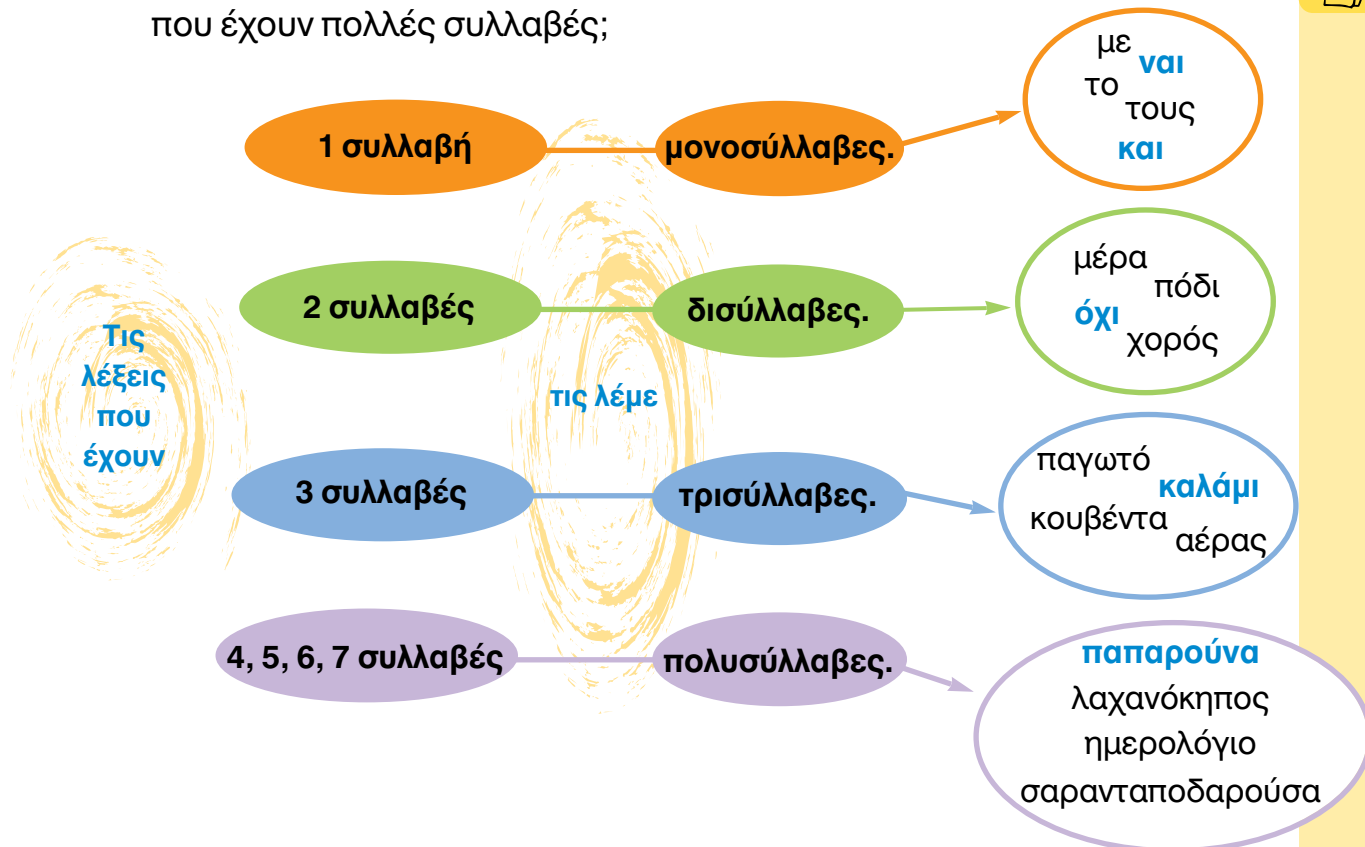 που έχουν πολλές συλλαβές;
Τις
λέξεις
που
έχουν
τις λέμε
1 συλλαβή
μονοσύλλαβες.
με
ναι
το
τους
και
2 συλλαβές
δισύλλαβες.
μέρα
πόδι
όχι
χορός
3 συλλαβές
τρισύλλαβες.
παγωτό
καλάμι
κουβέντα
αέρας
4, 5, 6, 7 συλλαβές
πολυσύλλαβες.
παπαρούνα
λαχανόκηπος
ημερολόγιο
σαρανταποδαρούσα